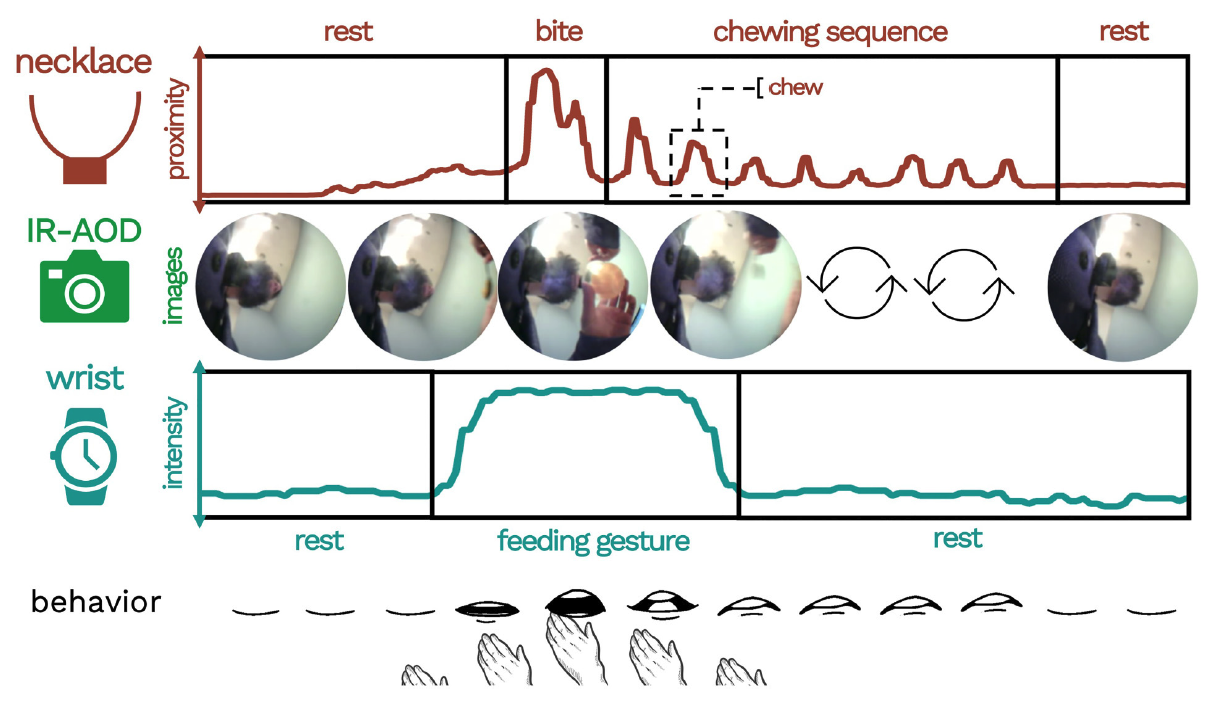 rest bite chewing sequence rest
necklace
proximity
chew
IR-AOD
images
wrist
intensity
rest feeding gesture rest
behavior